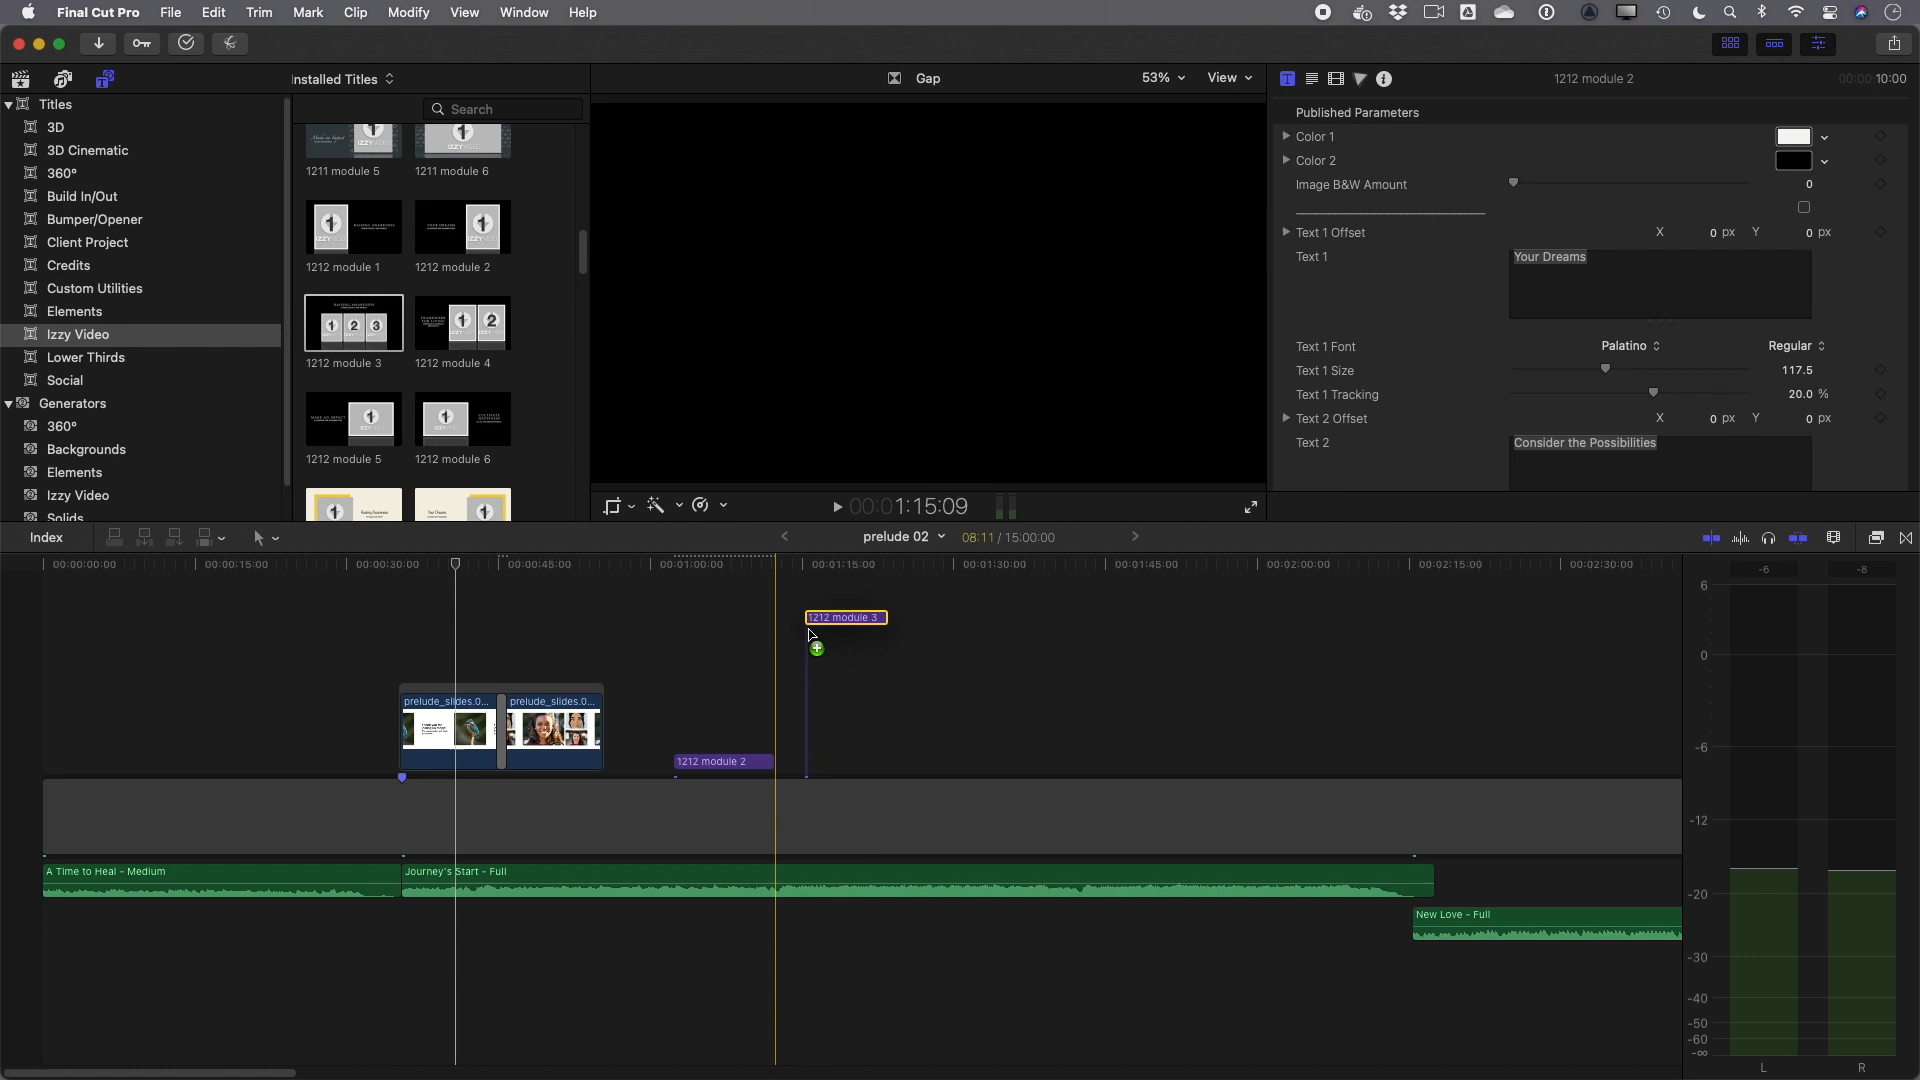 Final Cut Pro File Edit Trim Mark Clip Modify View Window Help
nstalled Titles
Search
Titles
3D
3D Cinematic
360°
Build In/Out
Bumper/Opener
Client Project
Credits
Custom Utilities
Elements
Izzy Video
Lower Thirds
Social
Generators
360°
Backgrounds
Elements
Izzy Video
Solids
1211 module 5 1211 module 6
1212 module 1 1212 module 2
1212 module 3 1212 module 4
1212 module 5 1212 module 6
Gap 53% View
00:00:1:15:09
1212 module 2 00:00:10:00
Published Parameters
Color 1
Color 2
Image B&W Amount 0
Text 1 Offset X 0 px Y 0 px
Text 1 Your Dreams
Text 1 Font Palatino Regular
Text 1 Size 117.5
Text 1 Tracking 20.0 %
Text 2 Offset X 0 px Y 0 px
Text 2 Consider the Possibilities
Index prelude 02 08:11 / 15:00:00
00:00:00:00 00:00:15:00 00:00:30:00 00:00:45:00 00:01:00:00 00:01:15:00 00:01:30:00 00:01:45:00 00:02:00:00 00:02:15:00 00:02:30:00
1212 module 3
prelude_slides.0... prelude_slides.0...
1212 module 2
A Time to Heal - Medium Journey's Start - Full
New Love - Full
-6 -8
6
0
-6
-12
-20
-30
-40
-50
-60
-∞
L R